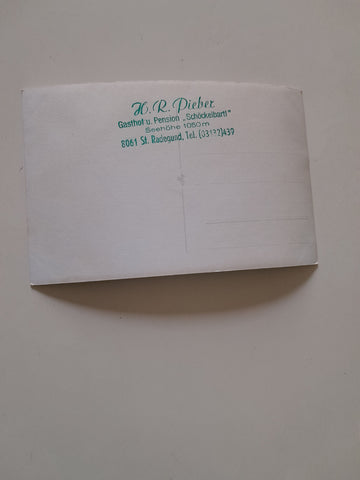 H. R. Pieber
Gasthof u. Pension „Schöckelbartl"
Seehöhe 1050m
8061 St. Radegund, Tel. (03132)439